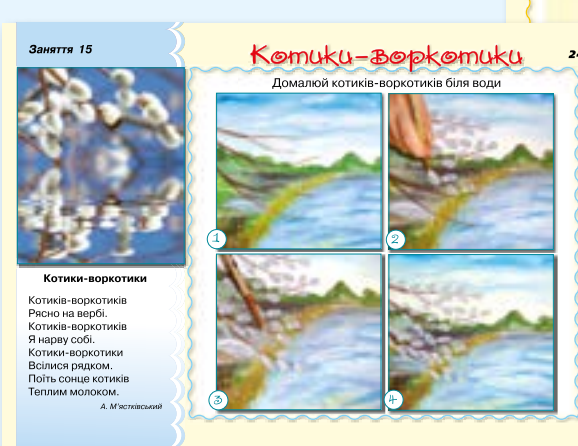 Заняття 15
Котики-воркотики
Домалюй котиків-воркотиків біля води
1
2
3
4
Котики-воркотики
Котиків-воркотиків
Рясно на вербі.
Котиків-воркотиків
Я нарву собі.
Котики-воркотики
Всілися рядком.
Поїть сонце котиків
Теплим молоком.
А. М'ястківський